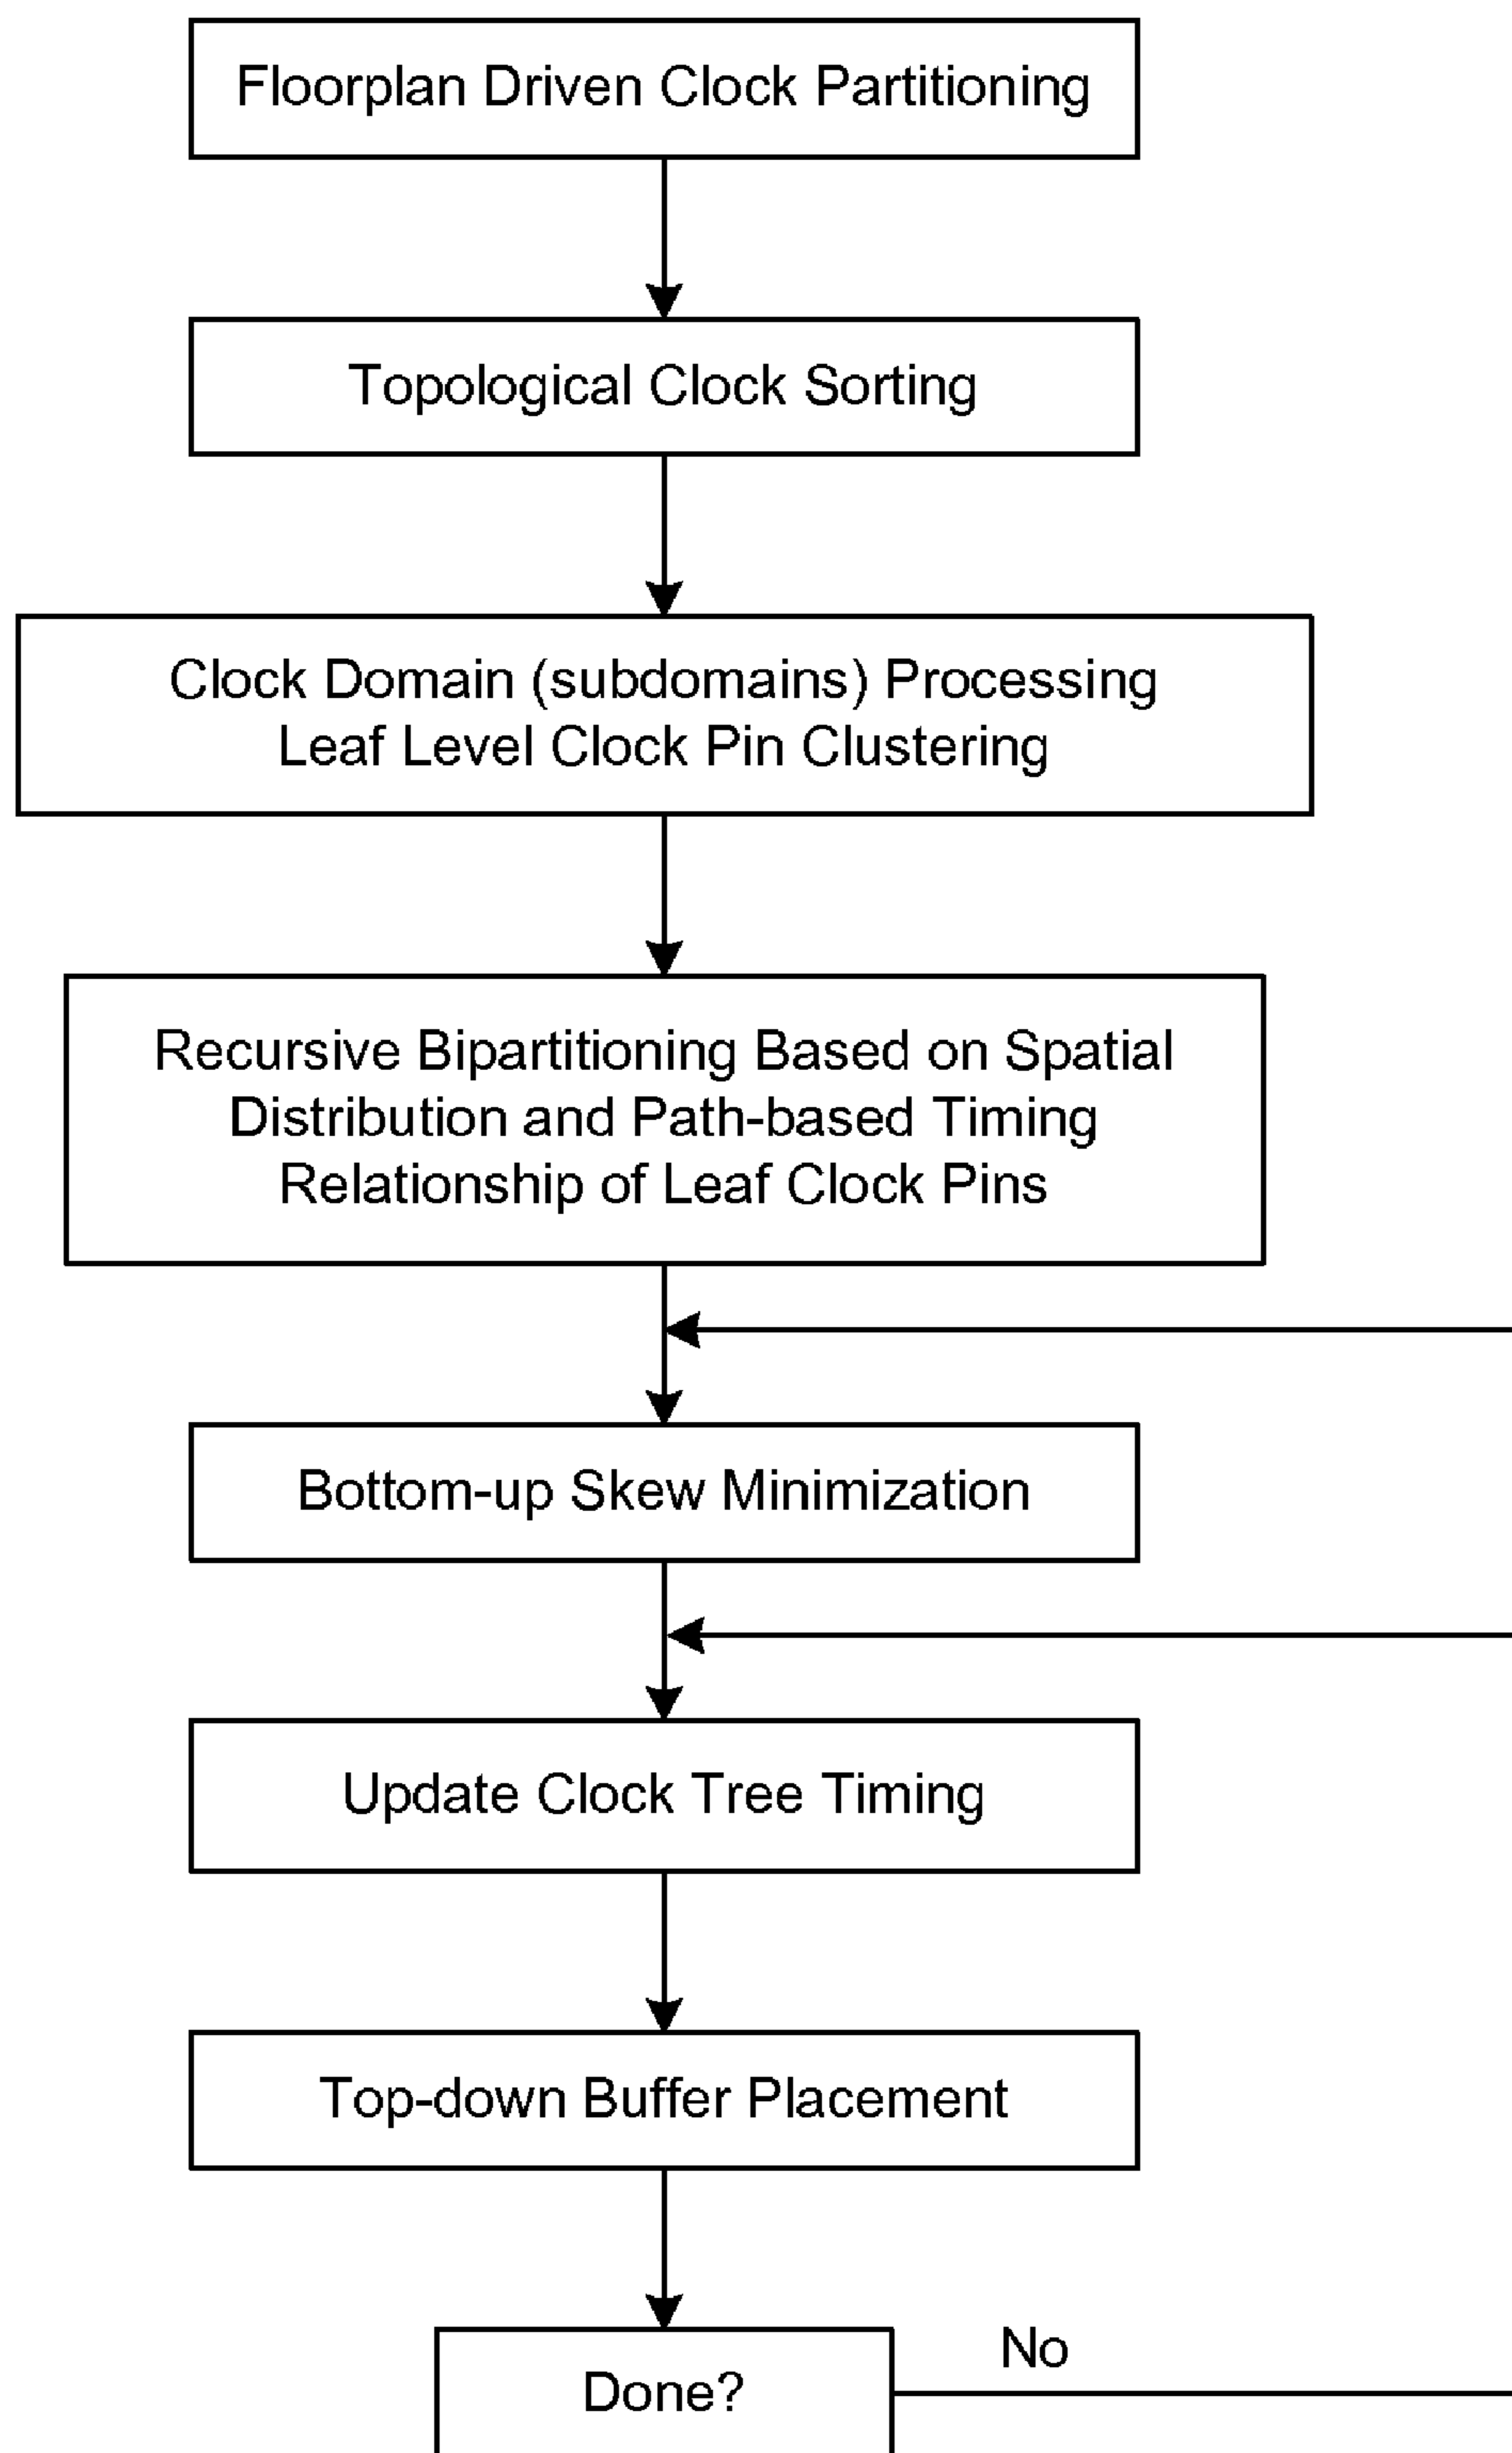 Floorplan Driven Clock Partitioning
Topological Clock Sorting
Clock Domain (subdomains) Processing
Leaf Level Clock Pin Clustering
Recursive Bipartitioning Based on Spatial
Distribution and Path-based Timing
Relationship of Leaf Clock Pins
Bottom-up Skew Minimization
Update Clock Tree Timing
Top-down Buffer Placement
No
Done?